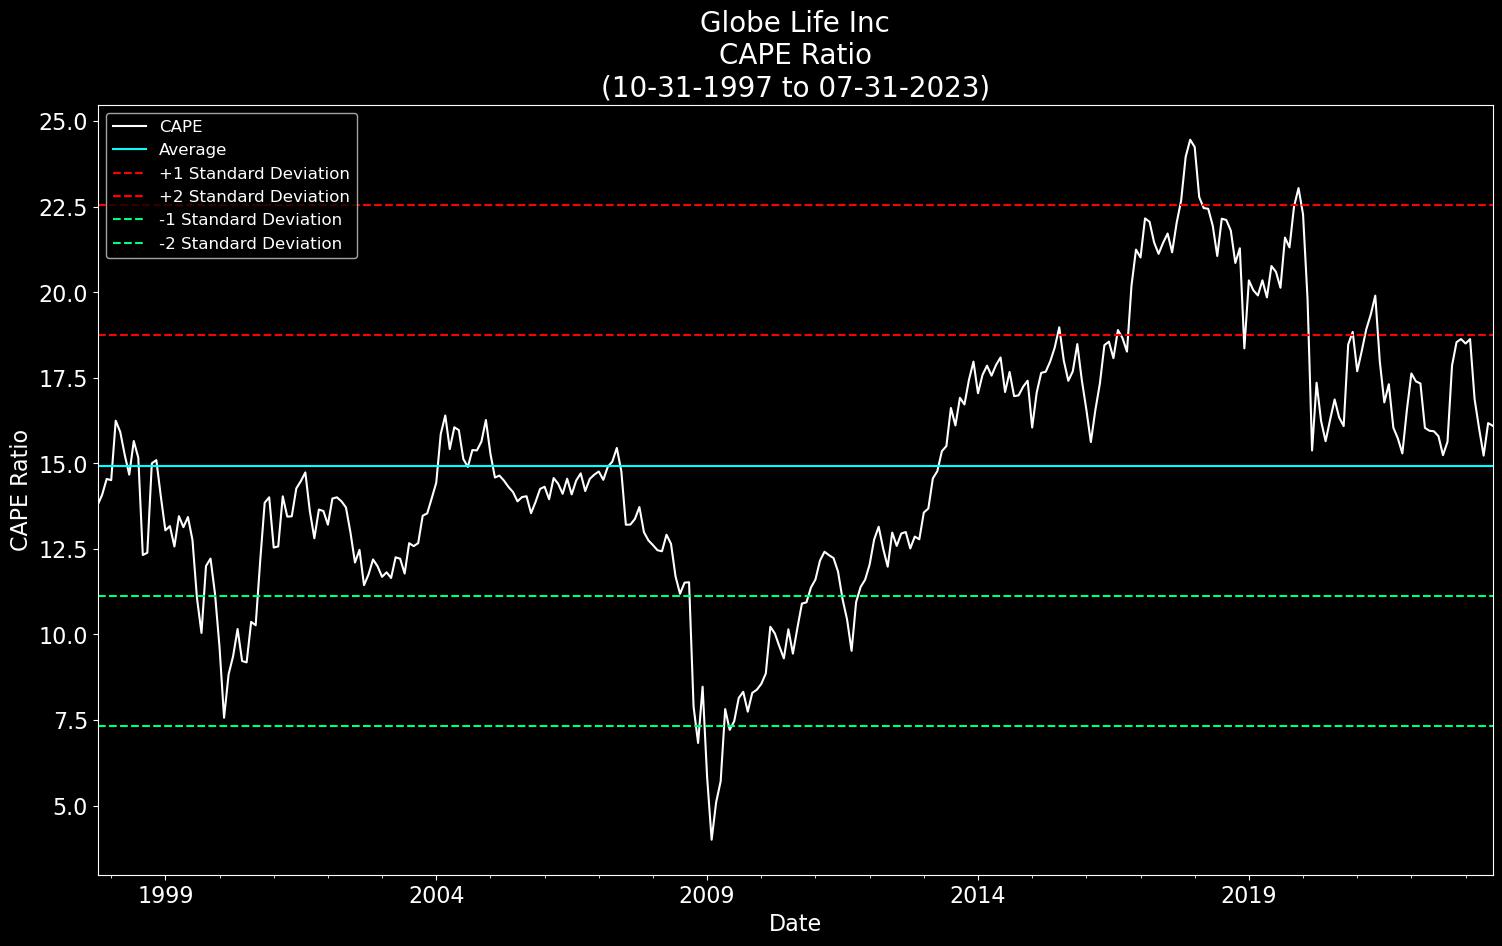 Globe Life Inc
CAPE Ratio
(10-31-1997 to 07-31-2023)
CAPE
Average
+1 Standard Deviation
+2 Standard Deviation
-1 Standard Deviation
-2 Standard Deviation
25.0
22.5
20.0
17.5
15.0
12.5
10.0
7.5
5.0
CAPE Ratio
1999 2004 2009 2014 2019
Date